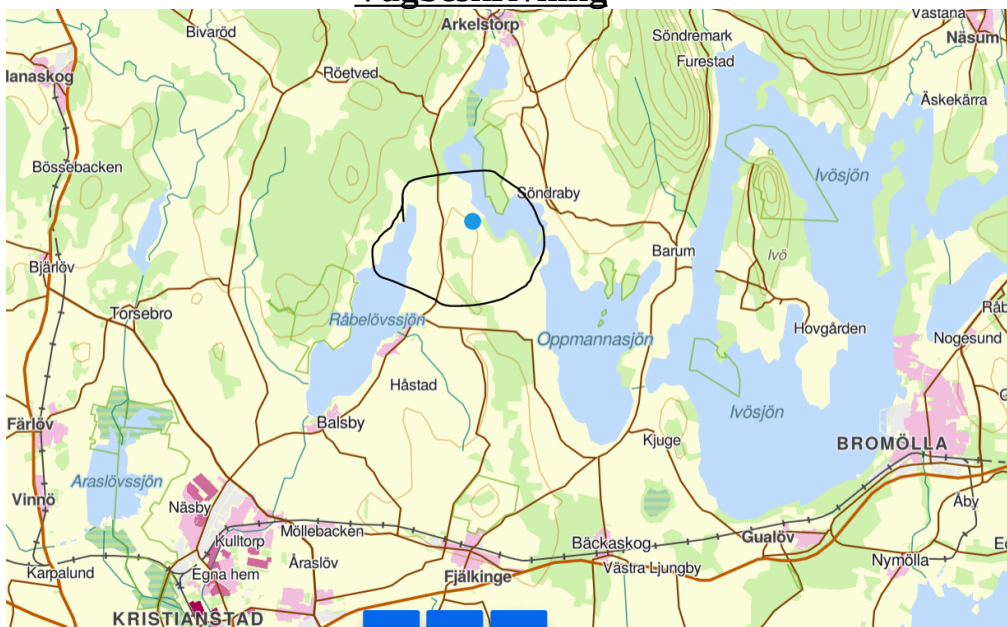 Vägbeskrivning
Arkelstorp
Västanå
Näsum
Bivaröd
Söndremark
Furestad
Röetved
Äskekärra
Bössebacken
Ivösjön
Söndraby
Bjärlöv
Barum
Ivö
Torsebro
Råbelövssjön
Hovgården
Oppmannasjön
Nogesund
Håstad
Ivösjön
Balsby
Färlöv
Kjuge
BROMÖLLA
Araslövssjön
Vinnö
Näsby
Åby
Möllebacken
Kulltorp
Bäckaskog
Gualöv
Karpalund
Egna hem
Åraslöv
Fjälkinge
Västra Ljungby
Nymölla
KRISTIANSTAD